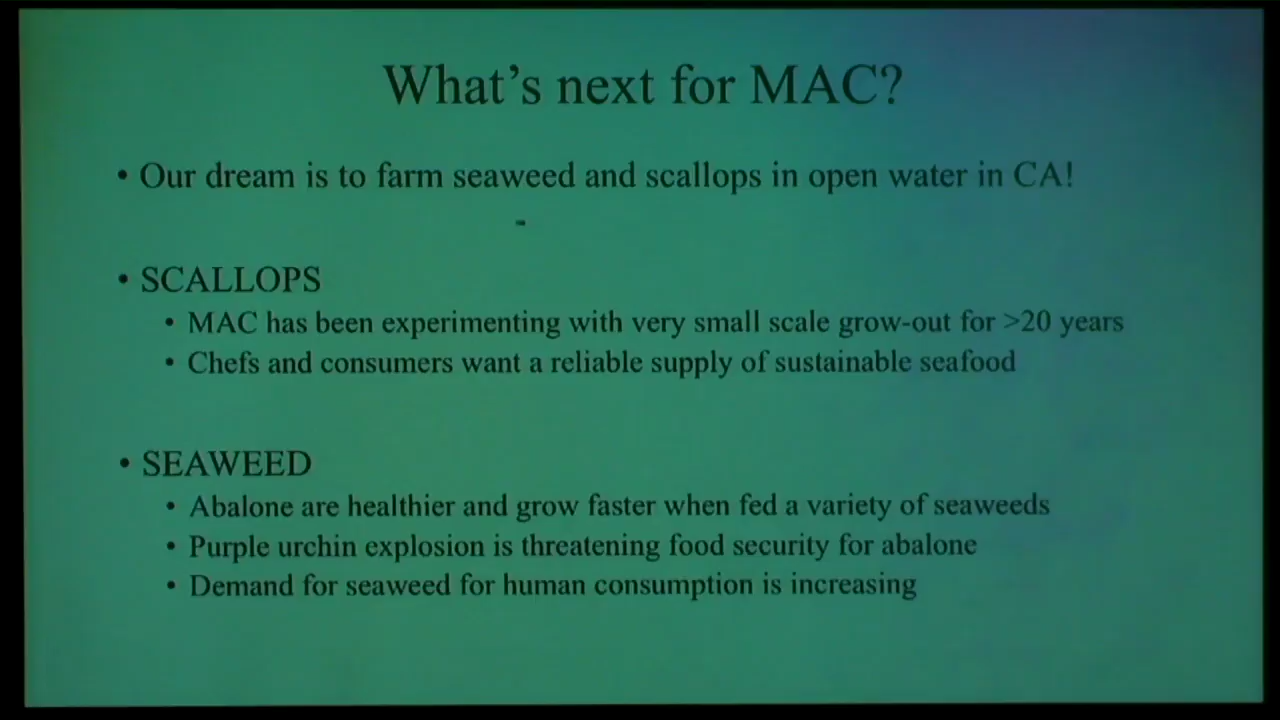 What's next for MAC?
• Our dream is to farm seaweed and scallops in open water in CA!
• SCALLOPS
• MAC has been experimenting with very small scale grow-out for >20 years
• Chefs and consumers want a reliable supply of sustainable seafood
• SEAWEED
• Abalone are healthier and grow faster when fed a variety of seaweeds
• Purple urchin explosion is threatening food security for abalone
• Demand for seaweed for human consumption is increasing